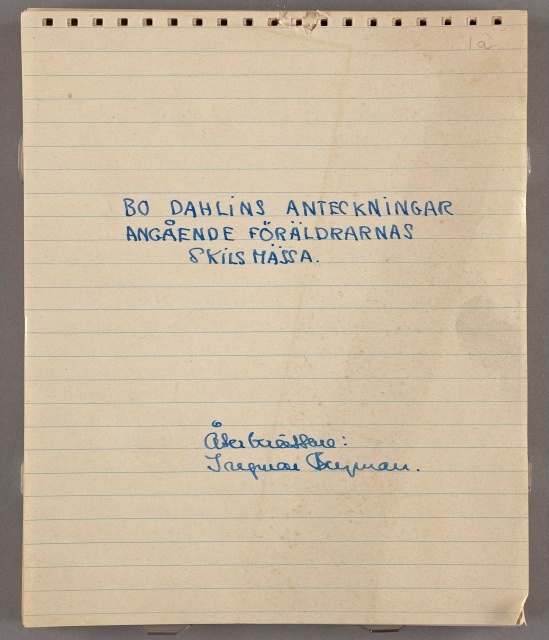 1a
BO DAHLINS ANTECKNINGAR
ANGÅENDE FÖRÄLDRARNAS
SKILSMÄSSA.
Återberättare:
Ingmar Bergman.